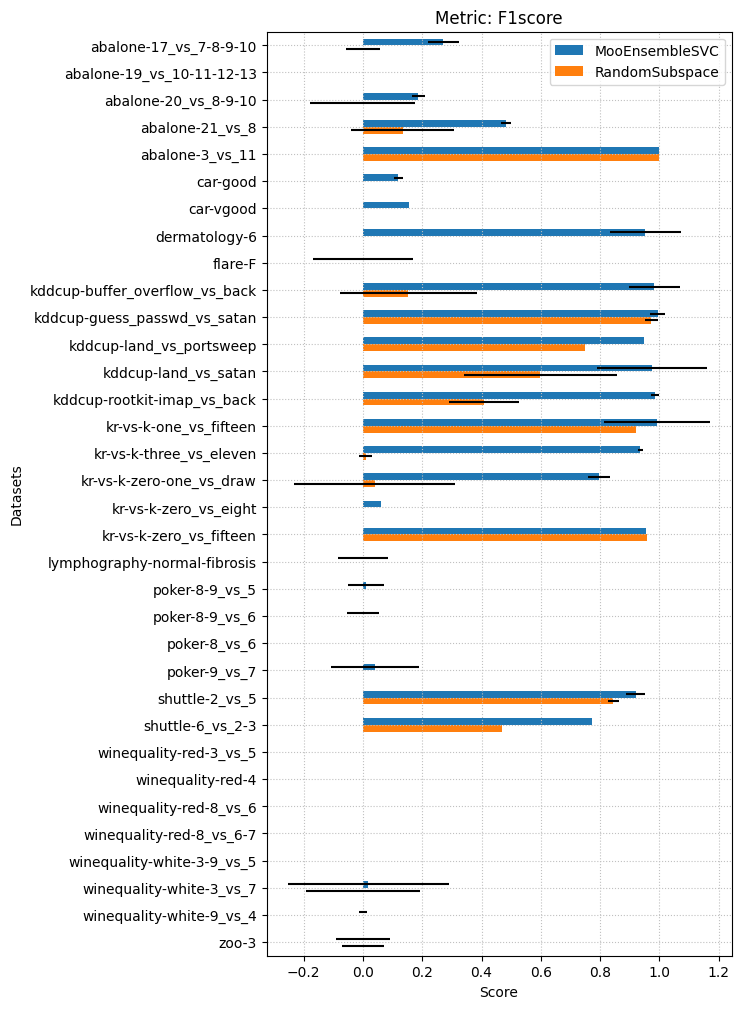 Metric: F1score
MooEnsembleSVC
RandomSubspace
Datasets
abalone-17_vs_7-8-9-10
abalone-19_vs_10-11-12-13
abalone-20_vs_8-9-10
abalone-21_vs_8
abalone-3_vs_11
car-good
car-vgood
dermatology-6
flare-F
kddcup-buffer_overflow_vs_back
kddcup-guess_passwd_vs_satan
kddcup-land_vs_portsweep
kddcup-land_vs_satan
kddcup-rootkit-imap_vs_back
kr-vs-k-one_vs_fifteen
kr-vs-k-three_vs_eleven
kr-vs-k-zero-one_vs_draw
kr-vs-k-zero_vs_eight
kr-vs-k-zero_vs_fifteen
lymphography-normal-fibrosis
poker-8-9_vs_5
poker-8-9_vs_6
poker-8_vs_6
poker-9_vs_7
shuttle-2_vs_5
shuttle-6_vs_2-3
winequality-red-3_vs_5
winequality-red-4
winequality-red-8_vs_6
winequality-red-8_vs_6-7
winequality-white-3-9_vs_5
winequality-white-3_vs_7
winequality-white-9_vs_4
zoo-3
−0.2 0.0 0.2 0.4 0.6 0.8 1.0 1.2
Score